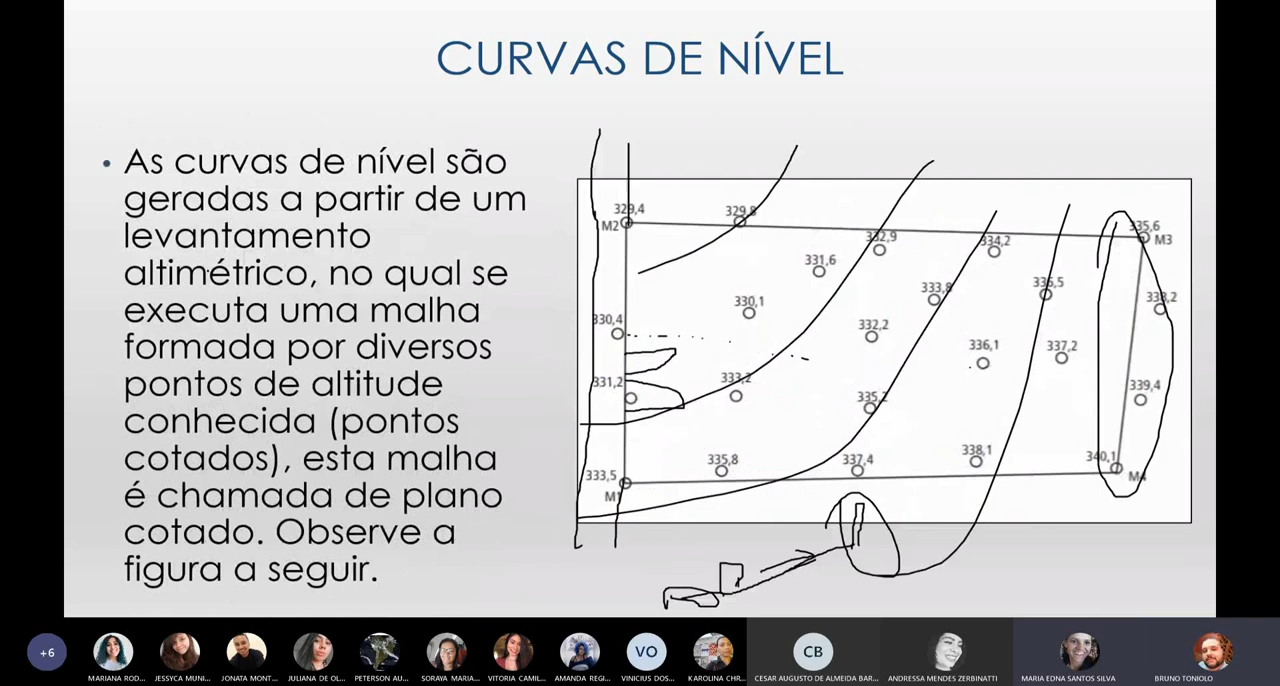 CURVAS DE NÍVEL
• As curvas de nível são
geradas a partir de um
levantamento
altimétrico, no qual se
executa uma malha
formada por diversos
pontos de altitude
conhecida (pontos
cotados), esta malha
é chamada de plano
cotado. Observe a
figura a seguir.
329,4
M2
329,8
332,9
334,2
335,6
M3
331,6
333,8
336,5
338,2
330,1
330,4
332,2
336,1
337,2
331,2
333,2
335,2
339,4
333,5
M1
335,8
337,4
338,1
340,1
M4
+6
MARIANA ROD...
JESSYCA MUNI...
JONATA MONT...
JULIANA DE OL...
PETERSON AU...
SORAYA MARIA...
VITORIA CAMIL...
AMANDA REGI...
VO
VINICIUS DOS...
KAROLINA CHR...
CB
CESAR AUGUSTO DE ALMEIDA BAR...
ANDRESSA MENDES ZERBINATTI
MARIA EDNA SANTOS SILVA
BRUNO TONIOLO